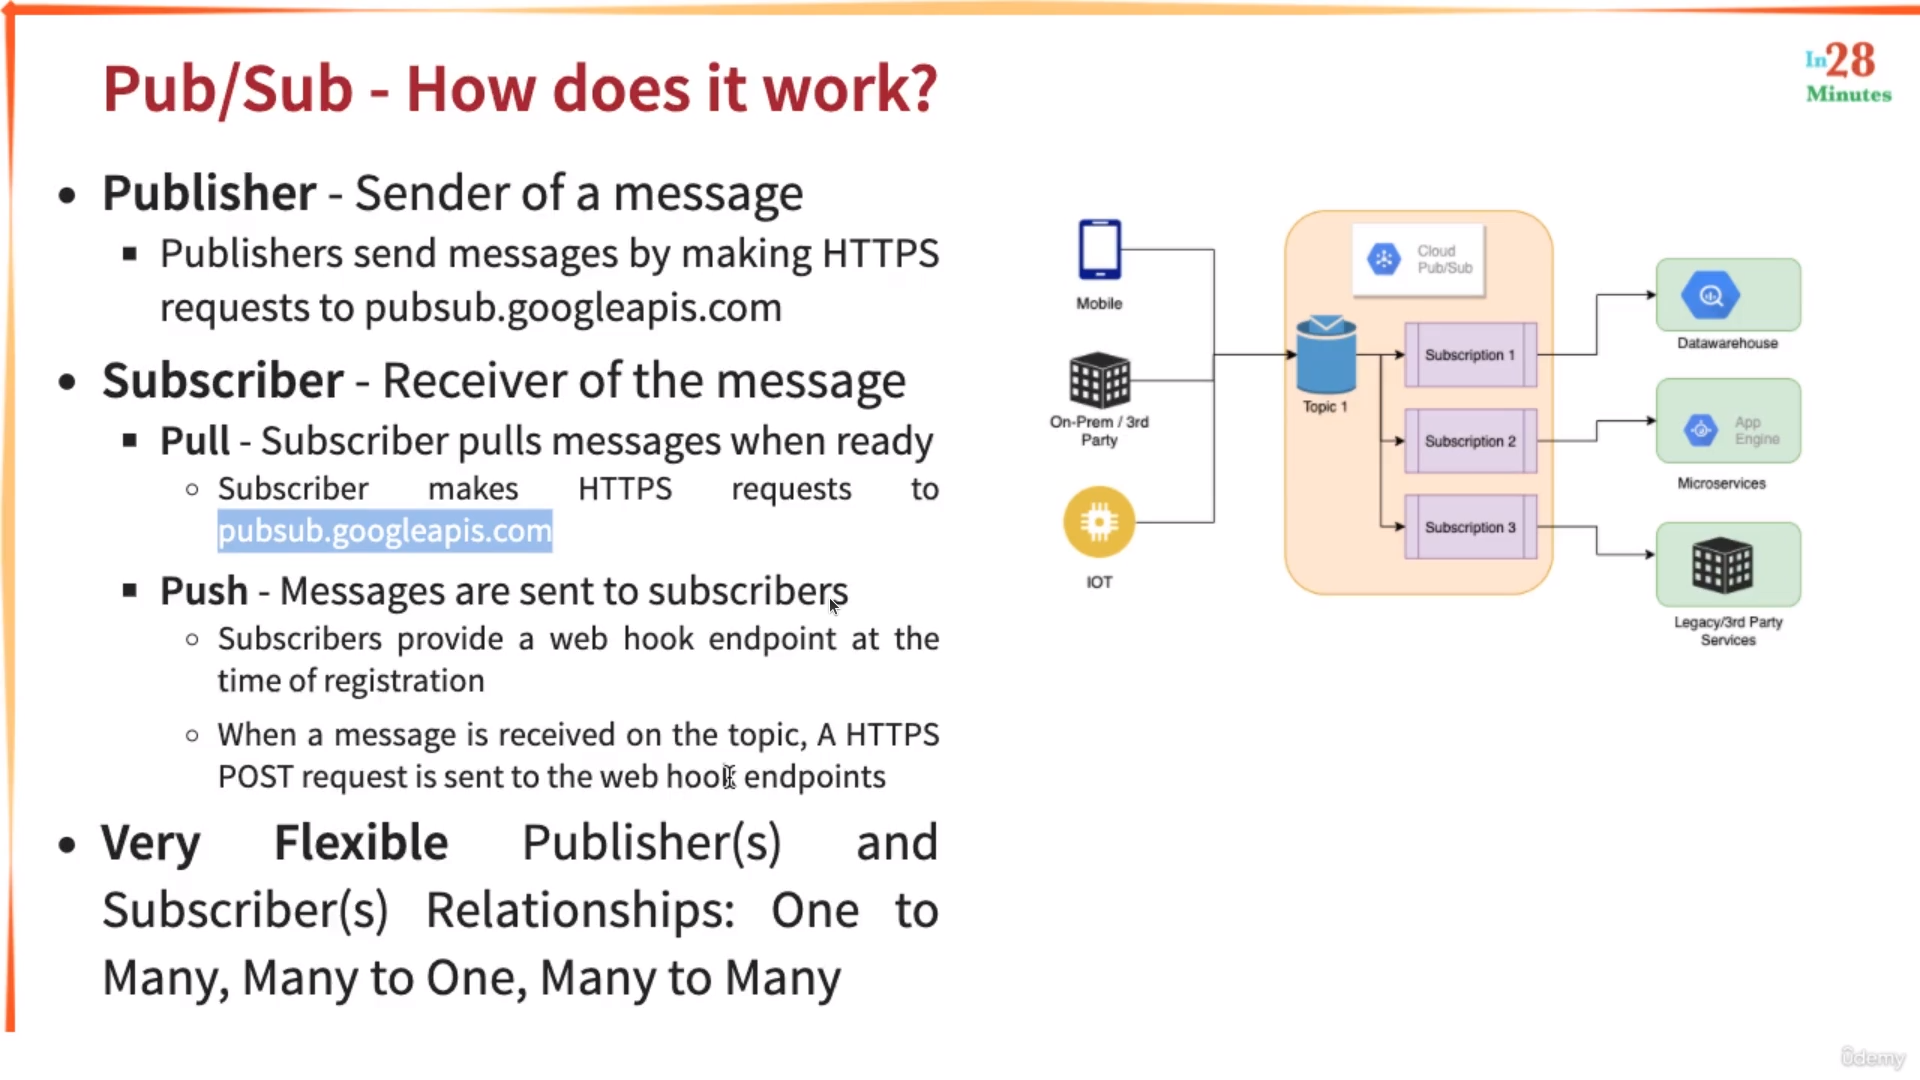 Pub/Sub - How does it work?
In28
Minutes
Publisher - Sender of a message
Publishers send messages by making HTTPS
requests to pubsub.googleapis.com
Subscriber - Receiver of the message
Pull - Subscriber pulls messages when ready
Subscriber makes HTTPS requests to
pubsub.googleapis.com
Push - Messages are sent to subscribers
Subscribers provide a web hook endpoint at the
time of registration
When a message is received on the topic, A HTTPS
POST request is sent to the web hook endpoints
Very Flexible Publisher(s) and
Subscriber(s) Relationships: One to
Many, Many to One, Many to Many
Mobile
On-Prem / 3rd
Party
IOT
Cloud
Pub/Sub
Topic 1
Subscription 1
Subscription 2
Subscription 3
Datawarehouse
App
Engine
Microservices
Legacy/3rd Party
Services
ûdemy